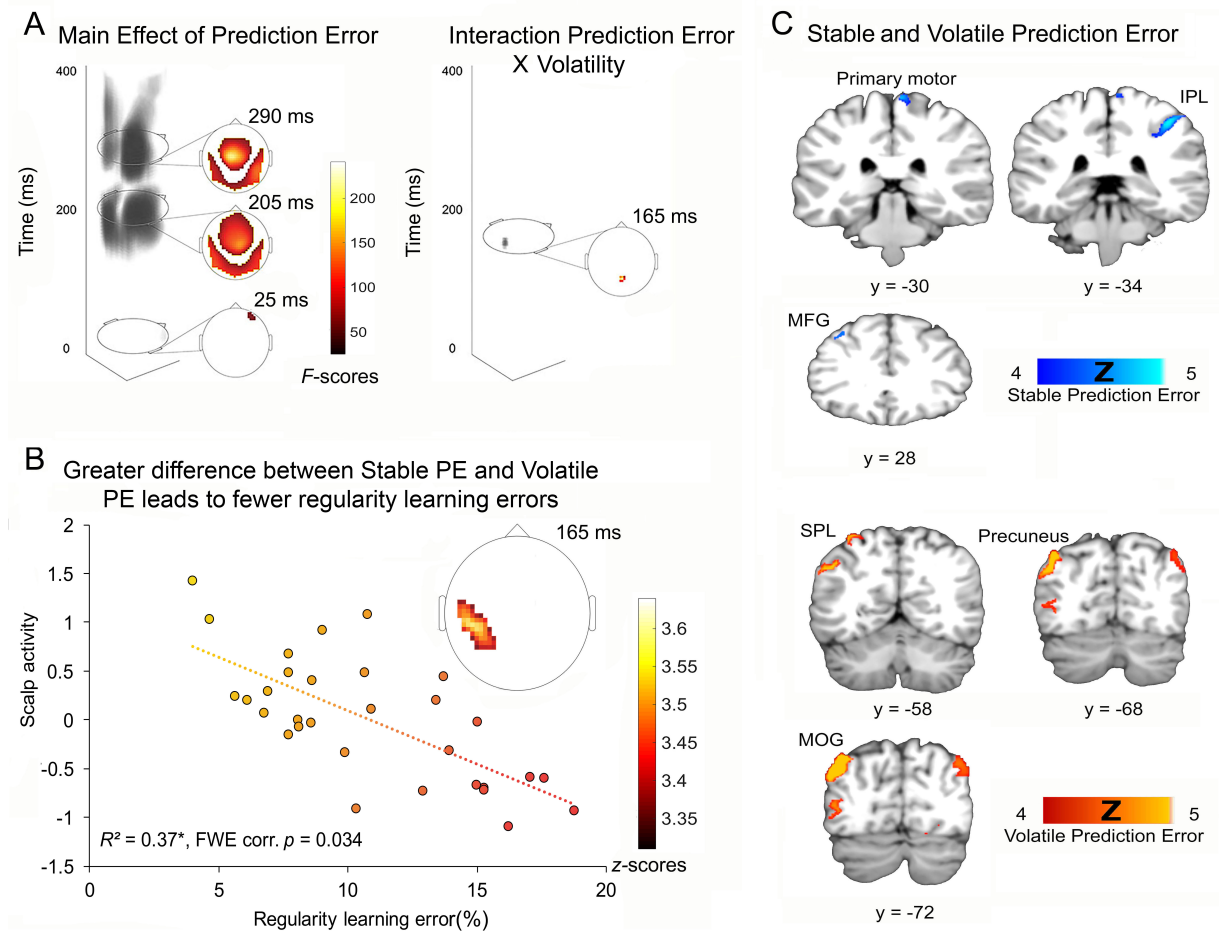 A
Main Effect of Prediction Error
400
200
0
Time (ms)
290 ms
205 ms
25 ms
200
150
100
50
F-scores
Interaction Prediction Error
X Volatility
400
200
0
Time (ms)
165 ms
B
Greater difference between Stable PE and Volatile
PE leads to fewer regularity learning errors
2
1.5
1
0.5
0
-0.5
-1
-1.5
Scalp activity
165 ms
3.6
3.55
3.5
3.45
3.4
3.35
z-scores
R² = 0.37*, FWE corr. p = 0.034
0
5
10
15
20
Regularity learning error(%)
C
Stable and Volatile Prediction Error
Primary motor
IPL
y = -30
y = -34
MFG
4
Z
5
Stable Prediction Error
y = 28
SPL
Precuneus
y = -58
y = -68
MOG
4
Z
5
Volatile Prediction Error
y = -72